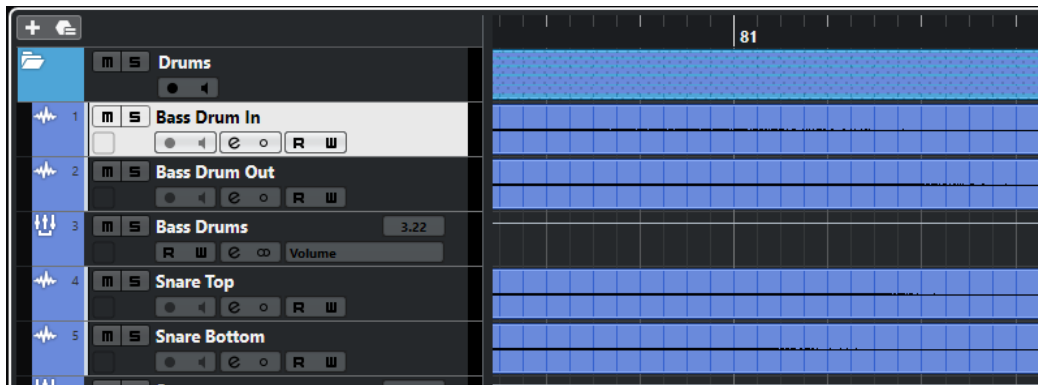 81
m S Drums
1 m S Bass Drum In
e R W
2 m S Bass Drum Out
e R W
3 m S Bass Drums 3.22
R W e Volume
4 m S Snare Top
e R W
5 m S Snare Bottom
e R W